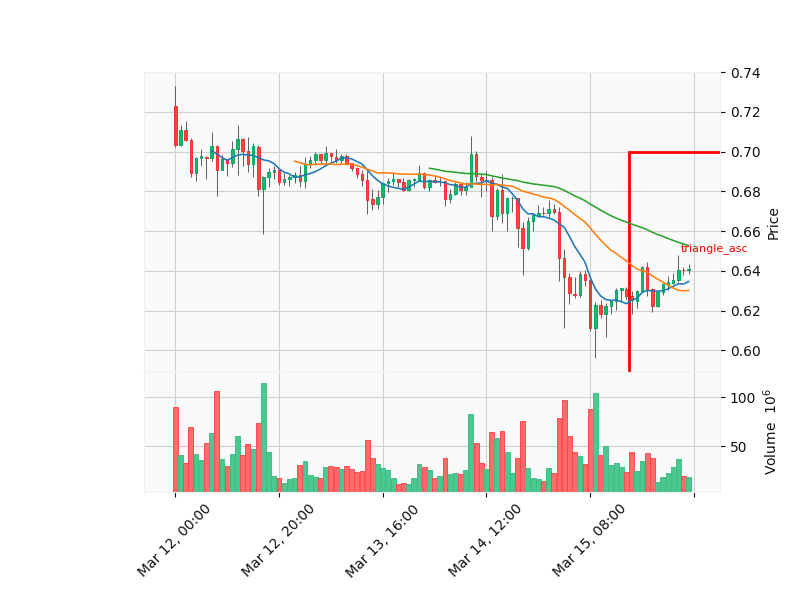 0.74
0.72
0.70
0.68
0.66
0.64
0.62
0.60
Price
triangle_asc
100
50
Volume 10⁶
Mar 12, 00:00
Mar 12, 20:00
Mar 13, 16:00
Mar 14, 12:00
Mar 15, 08:00